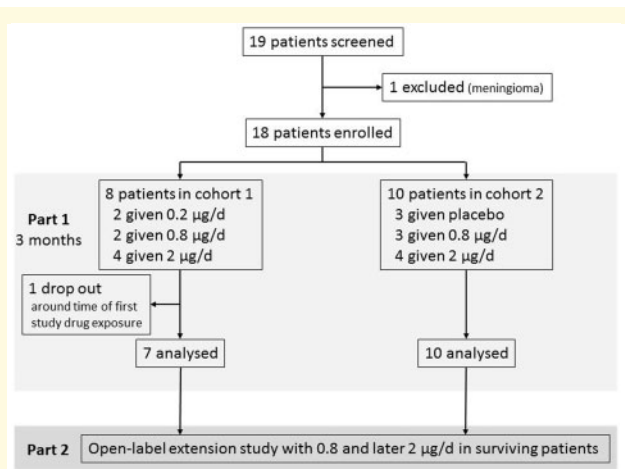 19 patients screened
1 excluded (meningioma)
18 patients enrolled
Part 1
3 months
8 patients in cohort 1
2 given 0.2 µg/d
2 given 0.8 µg/d
4 given 2 µg/d
10 patients in cohort 2
3 given placebo
3 given 0.8 µg/d
4 given 2 µg/d
1 drop out
around time of first
study drug exposure
7 analysed
10 analysed
Part 2
Open-label extension study with 0.8 and later 2 µg/d in surviving patients